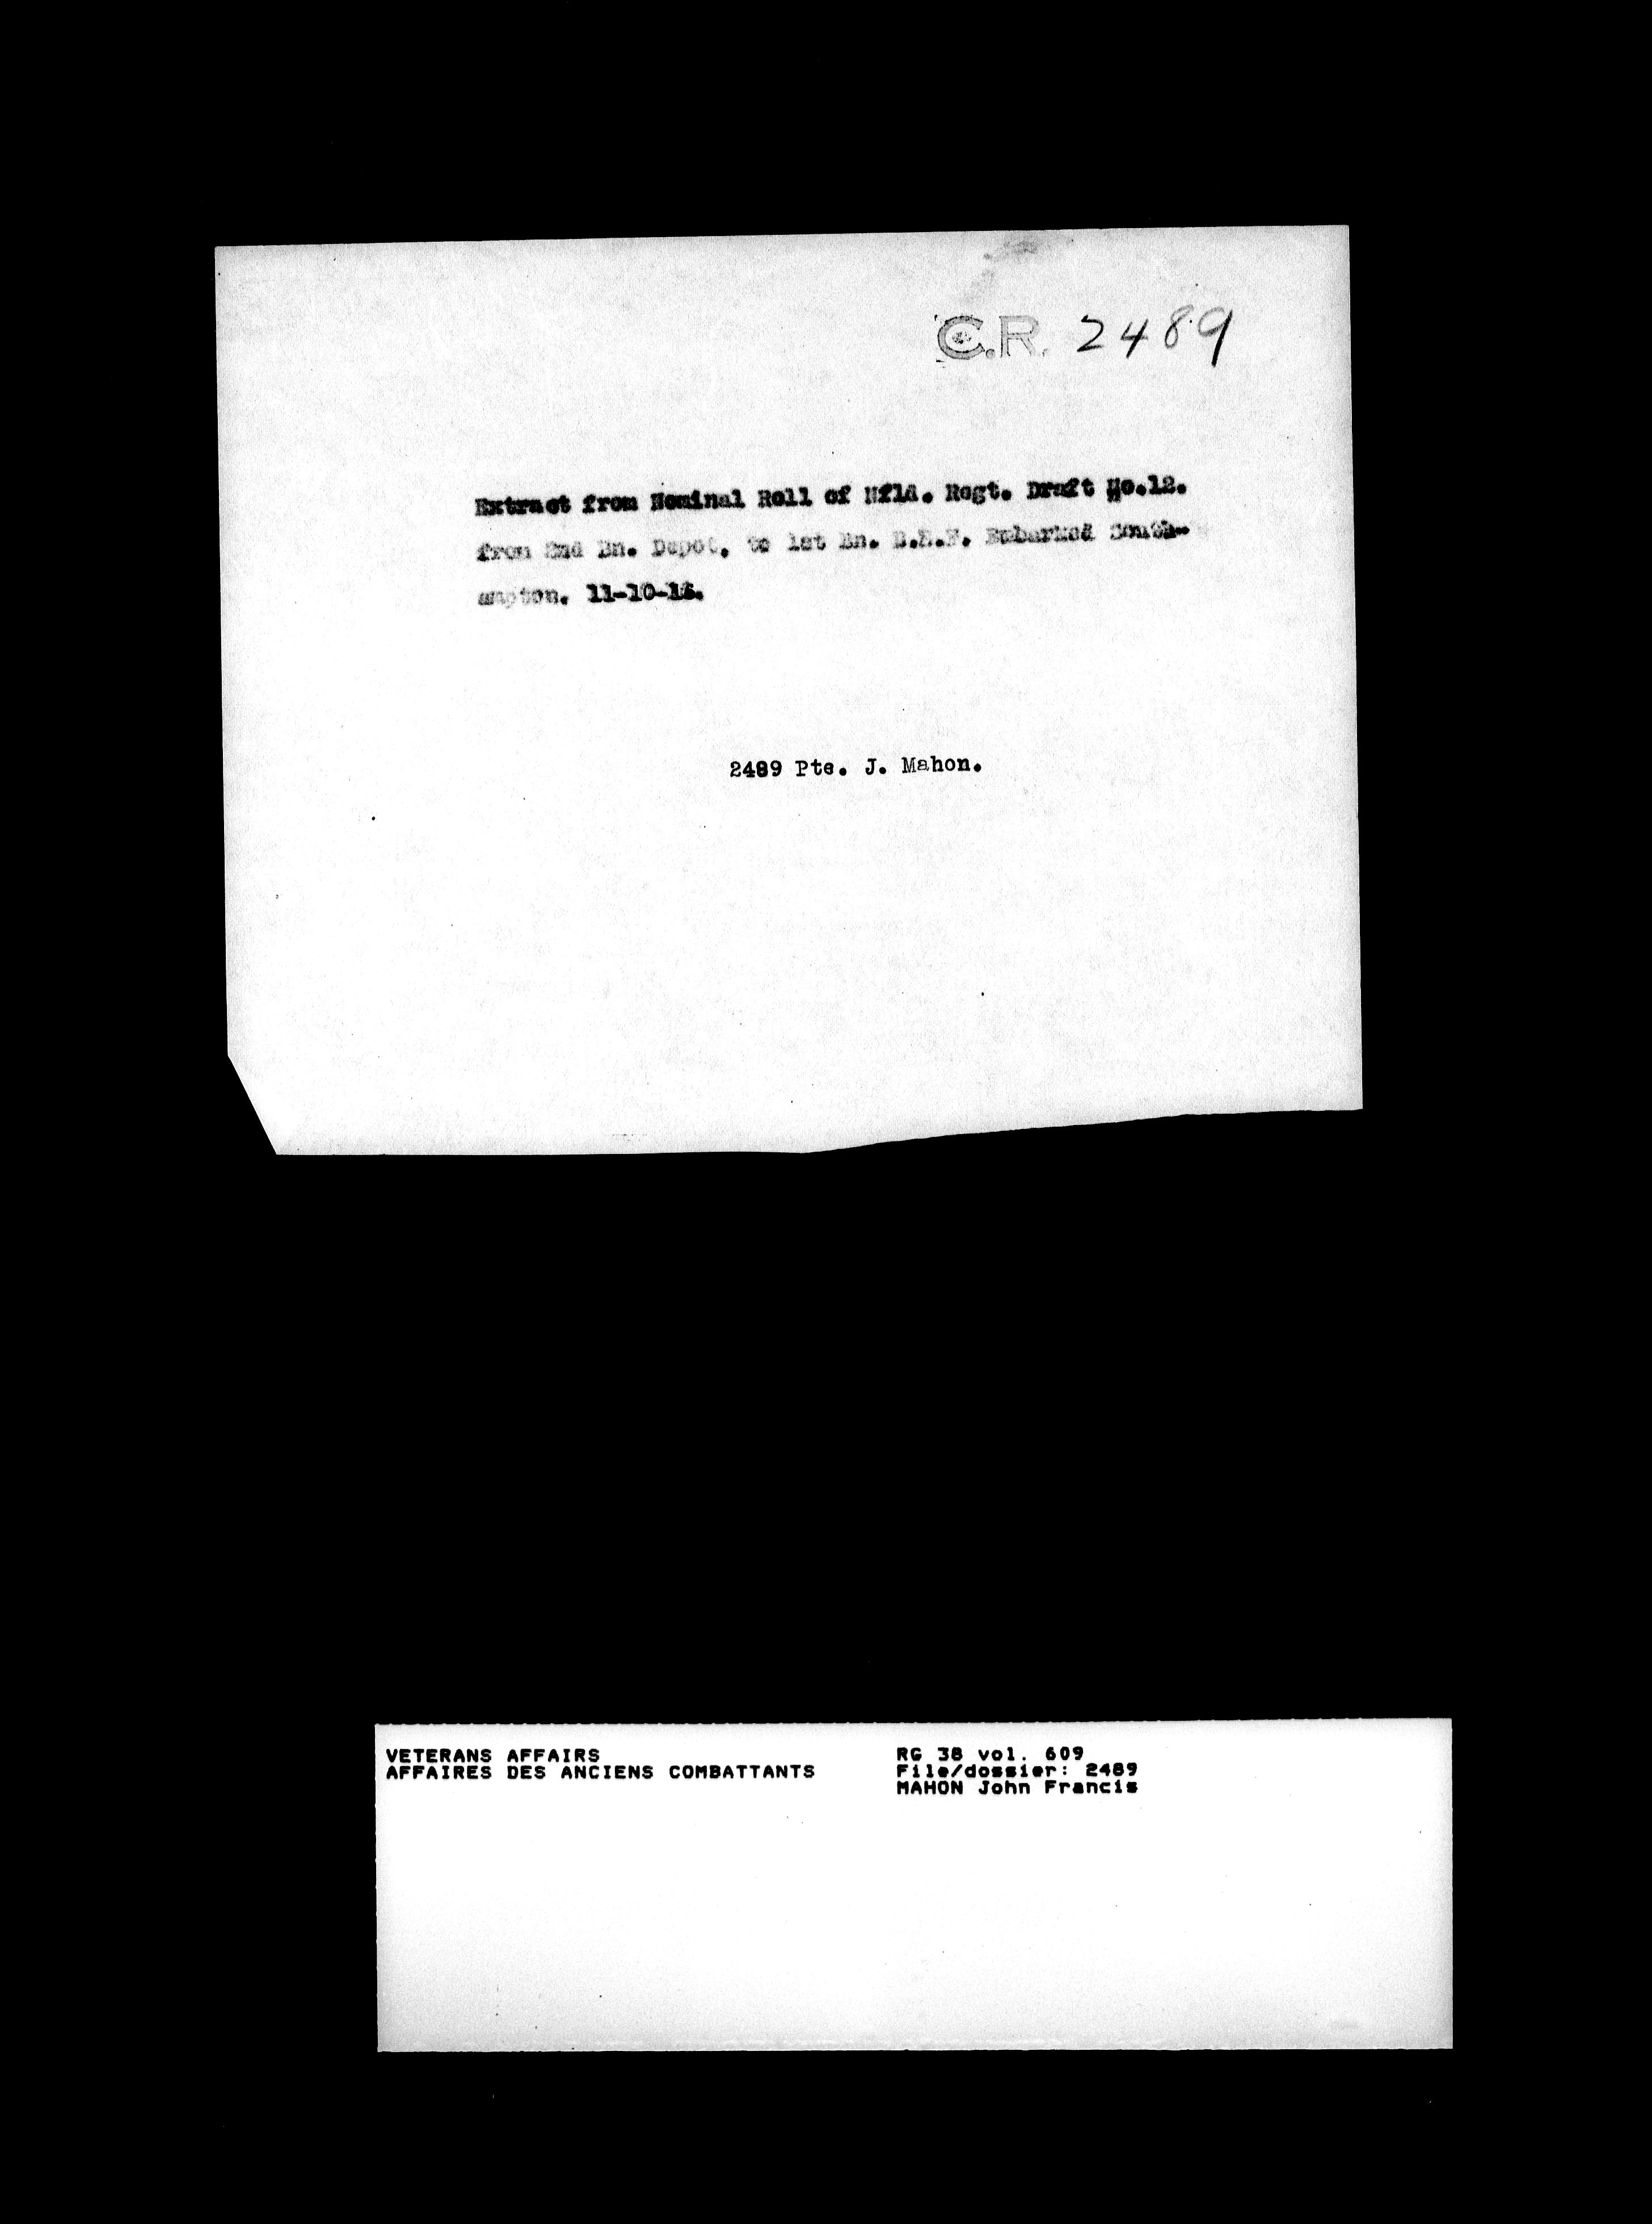 C.R. 2489
Extract from Nominal Roll of Nfld. Regt. Draft No.12.
from 2nd Bn. Depot, to 1st Bn. B.E.F. Embarked South-
ampton. 11-10-16.
2489 Pte. J. Mahon.
VETERANS AFFAIRS
AFFAIRES DES ANCIENS COMBATTANTS
RG 38 vol. 609
File/dossier: 2489
MAHON John Francis